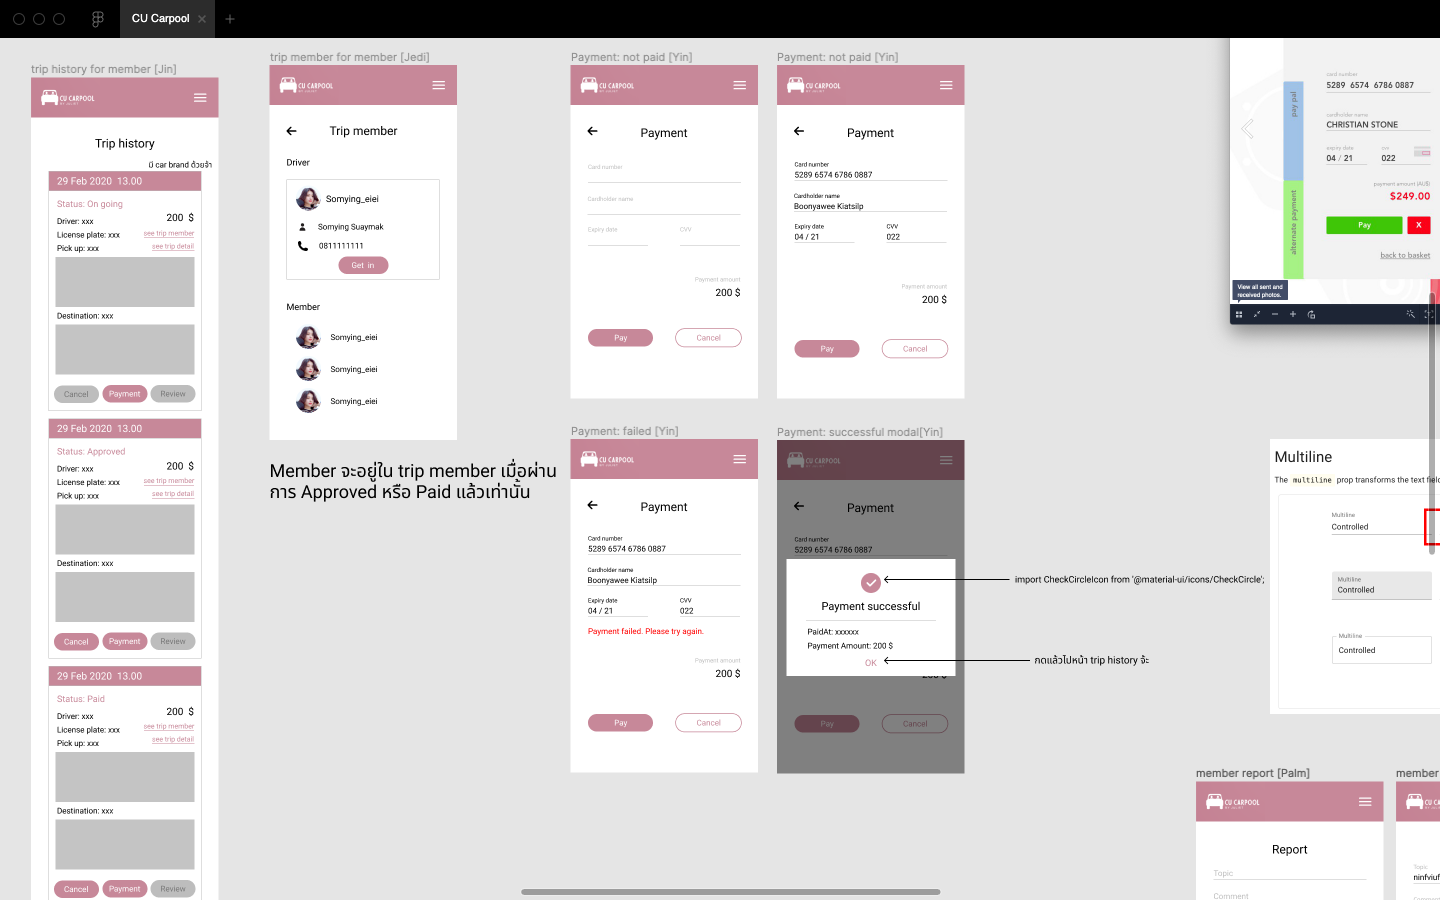 CU Carpool
trip history for member [Jin]
CU CARPOOL
Trip history
มี car brand ด้วยจ้า
29 Feb 2020  13.00
Status: On going
200  $
Driver: xxx
License plate: xxx
see trip member
Pick up: xxx
see trip detail
Destination: xxx
Cancel
Payment
Review
29 Feb 2020  13.00
Status: Approved
200  $
Driver: xxx
License plate: xxx
see trip member
Pick up: xxx
see trip detail
Destination: xxx
Cancel
Payment
Review
29 Feb 2020  13.00
Status: Paid
200  $
Driver: xxx
License plate: xxx
see trip member
Pick up: xxx
see trip detail
Destination: xxx
Cancel
Payment
Review
trip member for member [Jedi]
CU CARPOOL
Trip member
Driver
Somying_eiei
Somying Suaymak
0811111111
Get in
Member
Somying_eiei
Somying_eiei
Somying_eiei
Member จะอยู่ใน trip member เมื่อผ่าน
การ Approved หรือ Paid แล้วเท่านั้น
Payment: not paid [Yin]
CU CARPOOL
Payment
Card number
Cardholder name
Expiry date
CVV
Payment amount
200 $
Pay
Cancel
Payment: not paid [Yin]
CU CARPOOL
Payment
Card number
5289 6574 6786 0887
Cardholder name
Boonyawee Kiatsilp
Expiry date
CVV
04 / 21
022
Payment amount
200 $
Pay
Cancel
Payment: failed [Yin]
CU CARPOOL
Payment
Card number
5289 6574 6786 0887
Cardholder name
Boonyawee Kiatsilp
Expiry date
CVV
04 / 21
022
Payment failed. Please try again.
Payment amount
200 $
Pay
Cancel
Payment: successful modal[Yin]
CU CARPOOL
Payment
Card number
5289 6574 6786 0887
Payment successful
PaidAt: xxxxxx
Payment Amount: 200 $
OK
Pay
Cancel
import CheckCircleIcon from '@material-ui/icons/CheckCircle';
กดแล้วไปหน้า trip history จ้ะ
pay pal
alternate payment
card number
5289  6574  6786 0887
cardholder name
CHRISTIAN STONE
expiry date
04 / 21
022
payment amount (AU$)
$249.00
Pay
X
back to basket
View all sent and
received photos.
Multiline
The multiline prop transforms the text field
Multiline
Controlled
Multiline
Controlled
Multiline
Controlled
member report [Palm]
CU CARPOOL
Report
Topic
Comment
member
Topic
ninfviuf